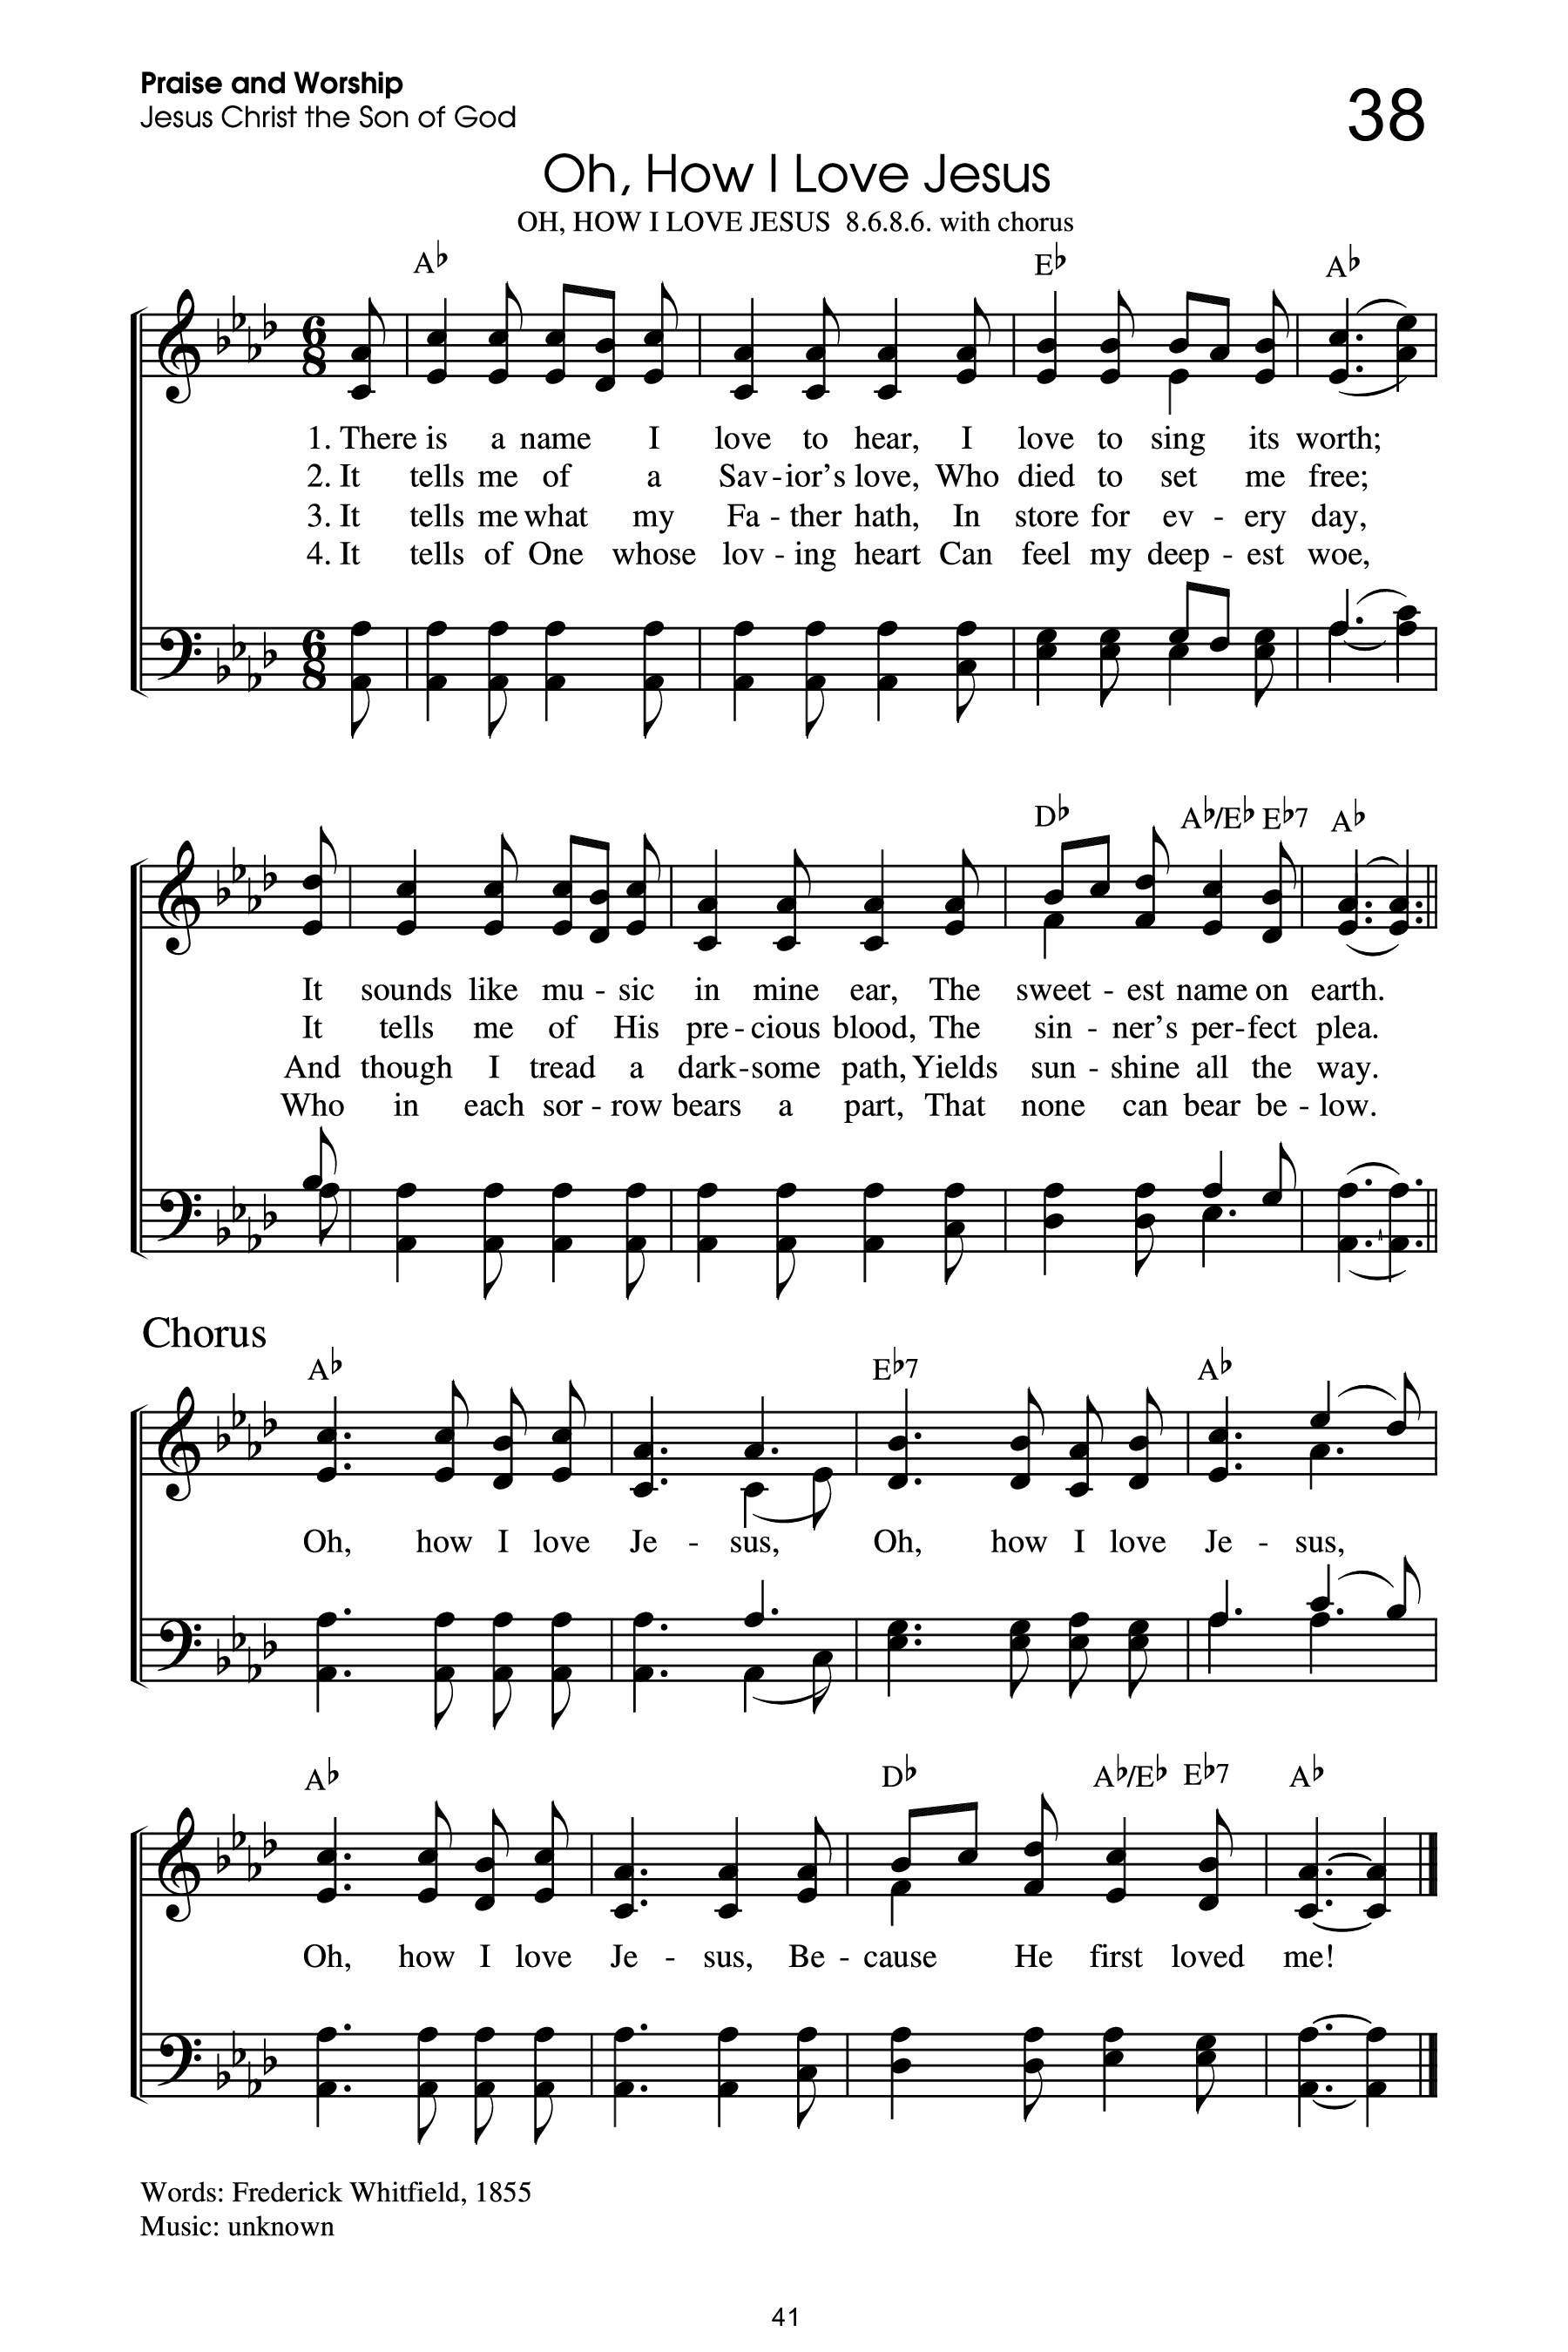 Praise and Worship
Jesus Christ the Son of God
38
Oh, How I Love Jesus
OH, HOW I LOVE JESUS 8.6.8.6. with chorus
A♭ E♭ A♭
6 8
1. There is a name I love to hear, I love to sing its worth;
2. It tells me of a Sav - ior's love, Who died to set me free;
3. It tells me what my Fa - ther hath, In store for ev - ery day,
4. It tells of One whose lov - ing heart Can feel my deep - est woe,
6 8
D♭ A♭/E♭ E♭7 A♭
It sounds like mu - sic in mine ear, The sweet - est name on earth.
It tells me of His pre - cious blood, The sin - ner's per - fect plea.
And though I tread a dark - some path, Yields sun - shine all the way.
Who in each sor - row bears a part, That none can bear be - low.
Chorus
A♭ E♭7 A♭
Oh, how I love Je - sus, Oh, how I love Je - sus,
A♭ D♭ A♭/E♭ E♭7 A♭
Oh, how I love Je - sus, Be - cause He first loved me!
Words: Frederick Whitfield, 1855
Music: unknown
41